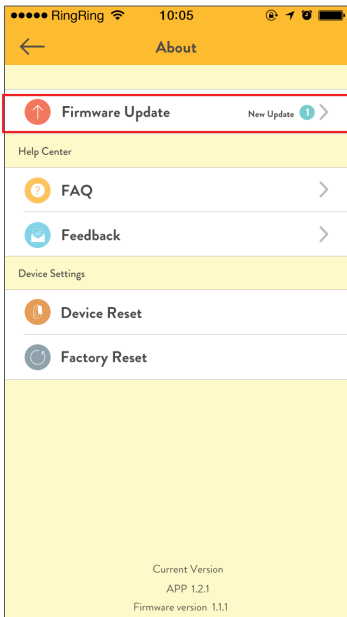 RingRing 10:05
About
Firmware Update New Update 1
Help Center
FAQ
Feedback
Device Settings
Device Reset
Factory Reset
Current Version
APP 1.2.1
Firmware version 1.1.1